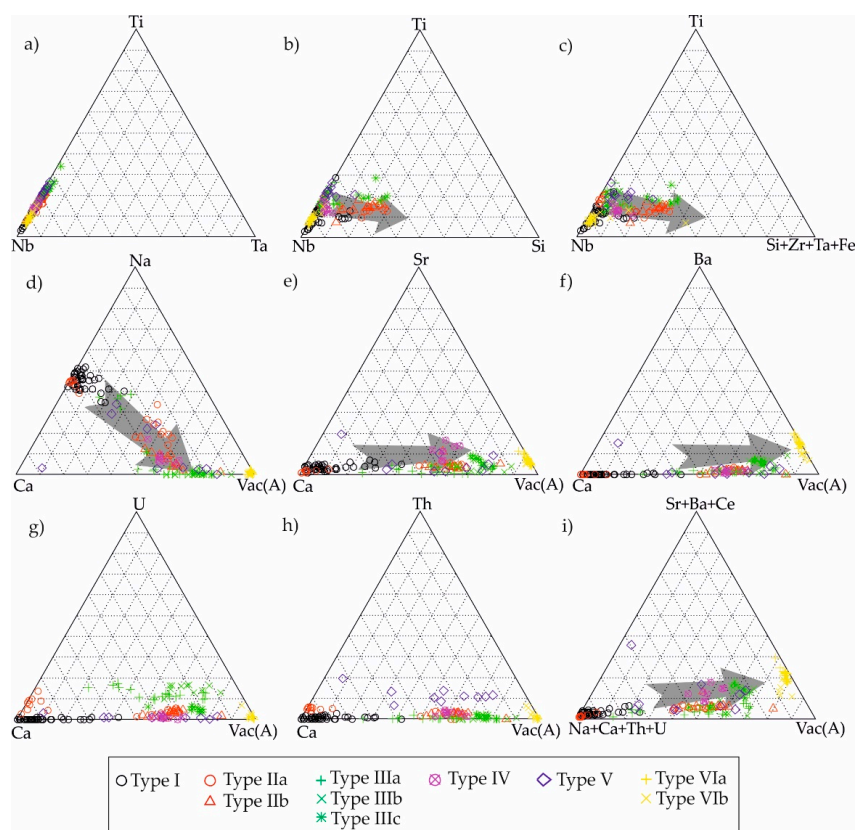 Ti Ti Ti
a) b) c)
Nb Ta Nb Si Nb Si+Zr+Ta+Fe
Na Sr Ba
d) e) f)
Ca Vac(A) Ca Vac(A) Ca Vac(A)
U Th Sr+Ba+Ce
g) h) i)
Ca Vac(A) Ca Vac(A) Na+Ca+Th+U Vac(A)
Type I Type IIa Type IIIa Type IV Type V Type VIa
Type IIb Type IIIb Type VIb
Type IIIc